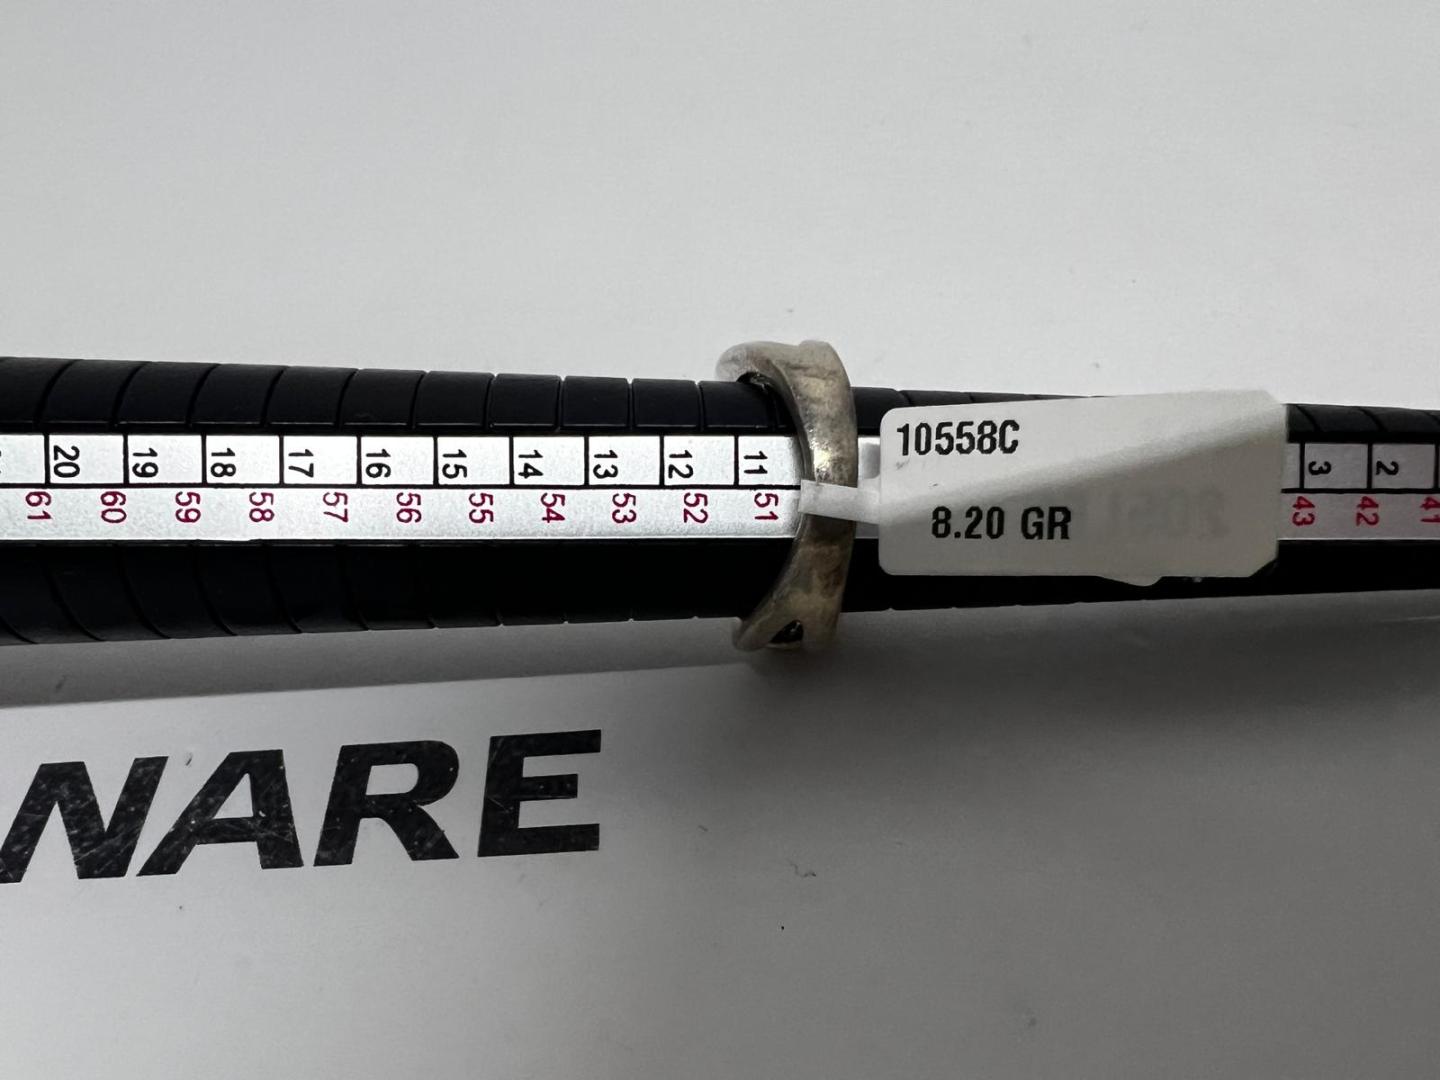 20 19 18 17 16 15 14 13 12 11 3 2
61 60 59 58 57 56 55 54 53 52 51 43 42 41
10558C
8.20 GR
NARE